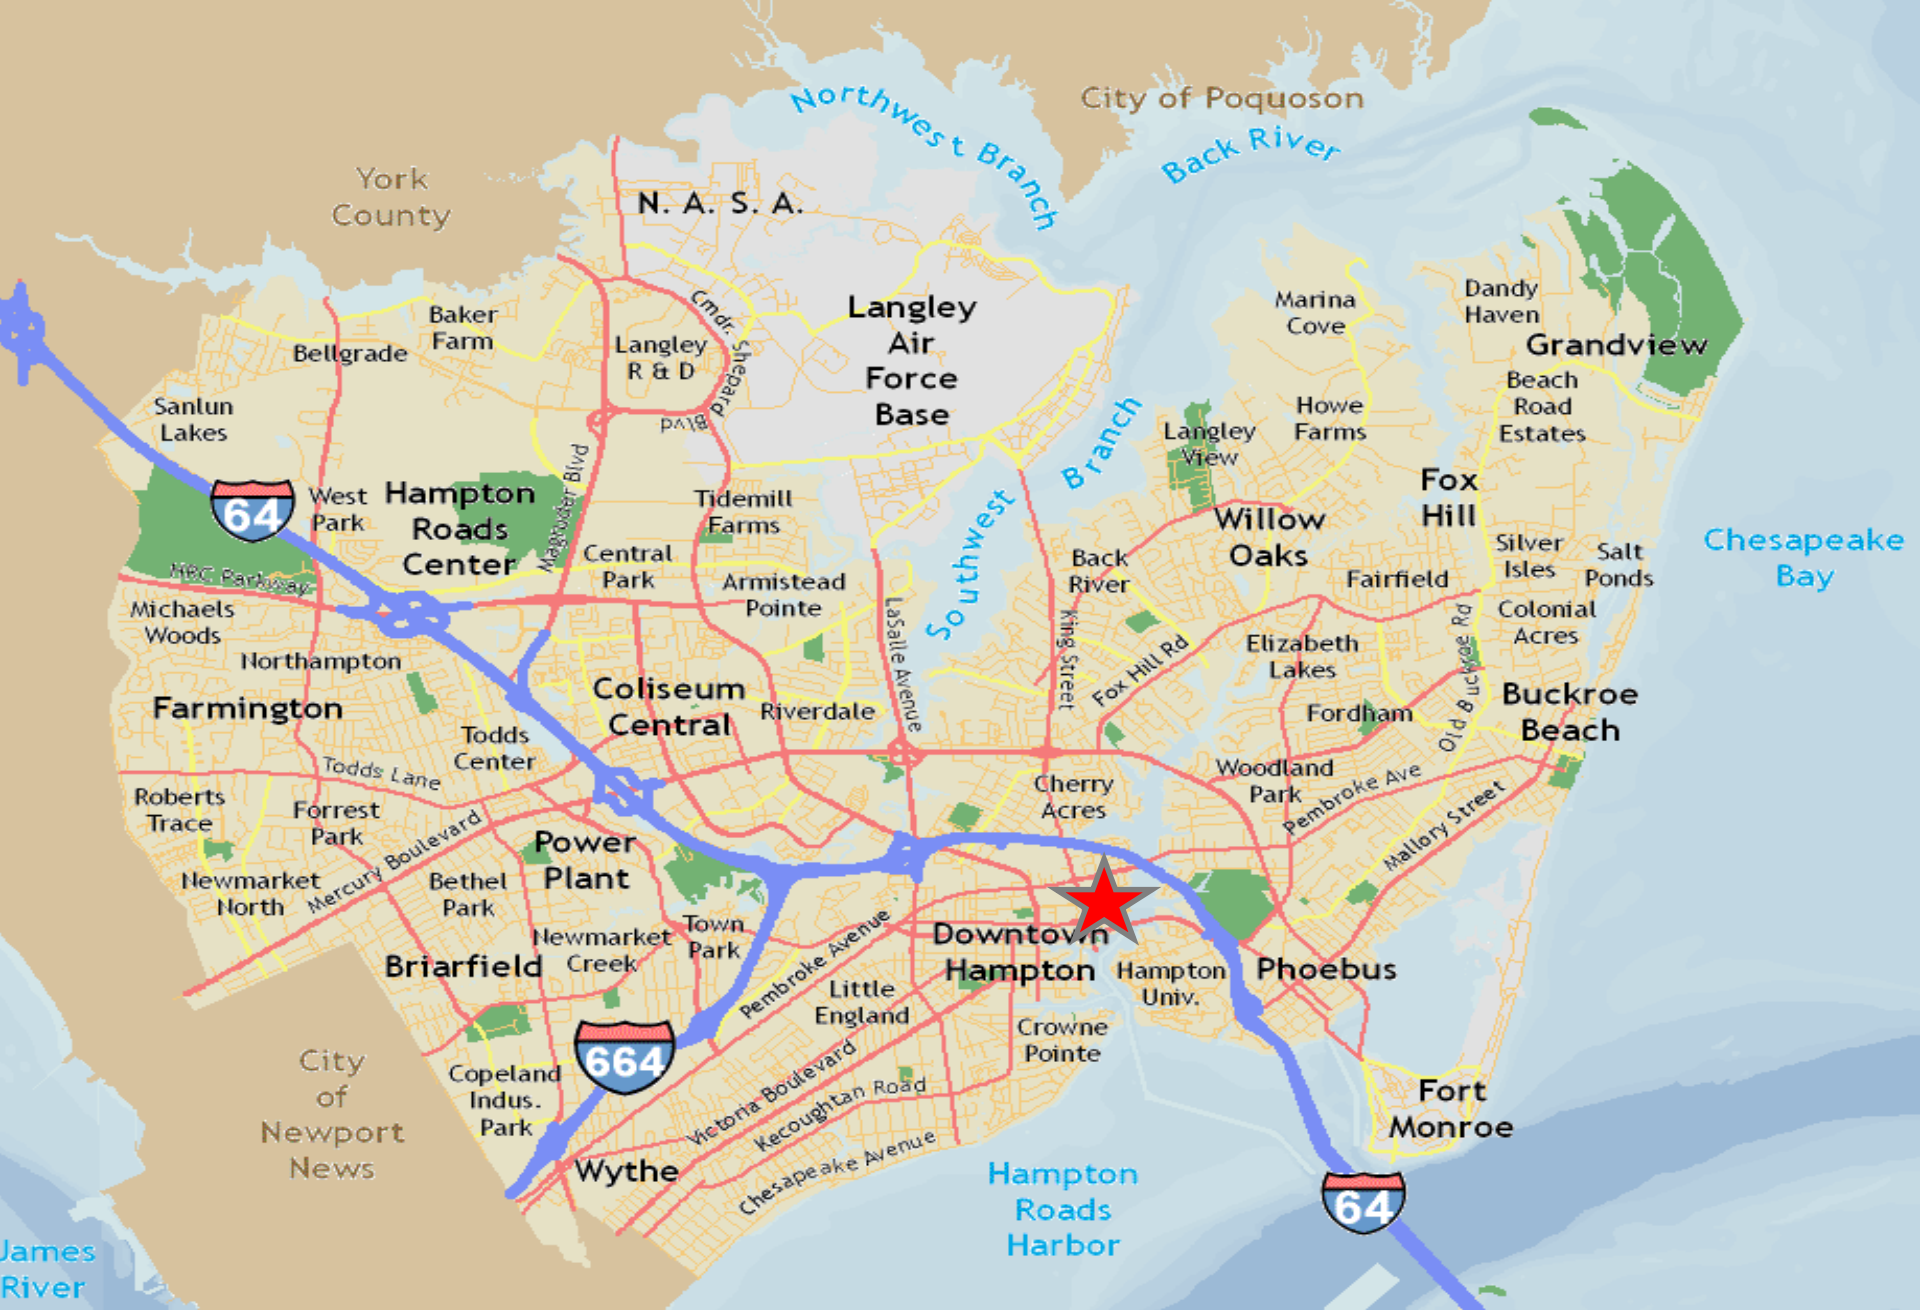 Northwest Branch
City of Poquoson
Back River
York
County
N. A. S. A.
Cmdr. Shepard
Blvd
Langley
Air
Force
Base
Marina
Cove
Dandy
Haven
Grandview
Baker
Farm
Bellgrade
Langley
R & D
Beach
Road
Estates
Sanlun
Lakes
Howe
Farms
Langley
View
Southwest Branch
64
West
Park
Hampton
Roads
Center
Magruder Blvd
Tidemill
Farms
Fox
Hill
Willow
Oaks
Chesapeake
Bay
Central
Park
Armistead
Pointe
Back
River
Fairfield
Silver
Isles
Salt
Ponds
HRC Parkway
Michaels
Woods
LaSalle Avenue
King Street
Fox Hill Rd
Elizabeth
Lakes
Old Buckroe Rd
Colonial
Acres
Northampton
Farmington
Coliseum
Central
Riverdale
Fordham
Buckroe
Beach
Todds
Center
Todds Lane
Cherry
Acres
Woodland
Park
Pembroke Ave
Mallory Street
Roberts
Trace
Forrest
Park
Mercury Boulevard
Power
Plant
Newmarket
North
Bethel
Park
Newmarket
Creek
Town
Park
Pembroke Avenue
Downtown
Hampton
Hampton
Univ.
Phoebus
Briarfield
Little
England
Crowne
Pointe
664
City
of
Newport
News
Copeland
Indus.
Park
Victoria Boulevard
Kecoughtan Road
Chesapeake Avenue
Wythe
Fort
Monroe
Hampton
Roads
Harbor
64
James
River